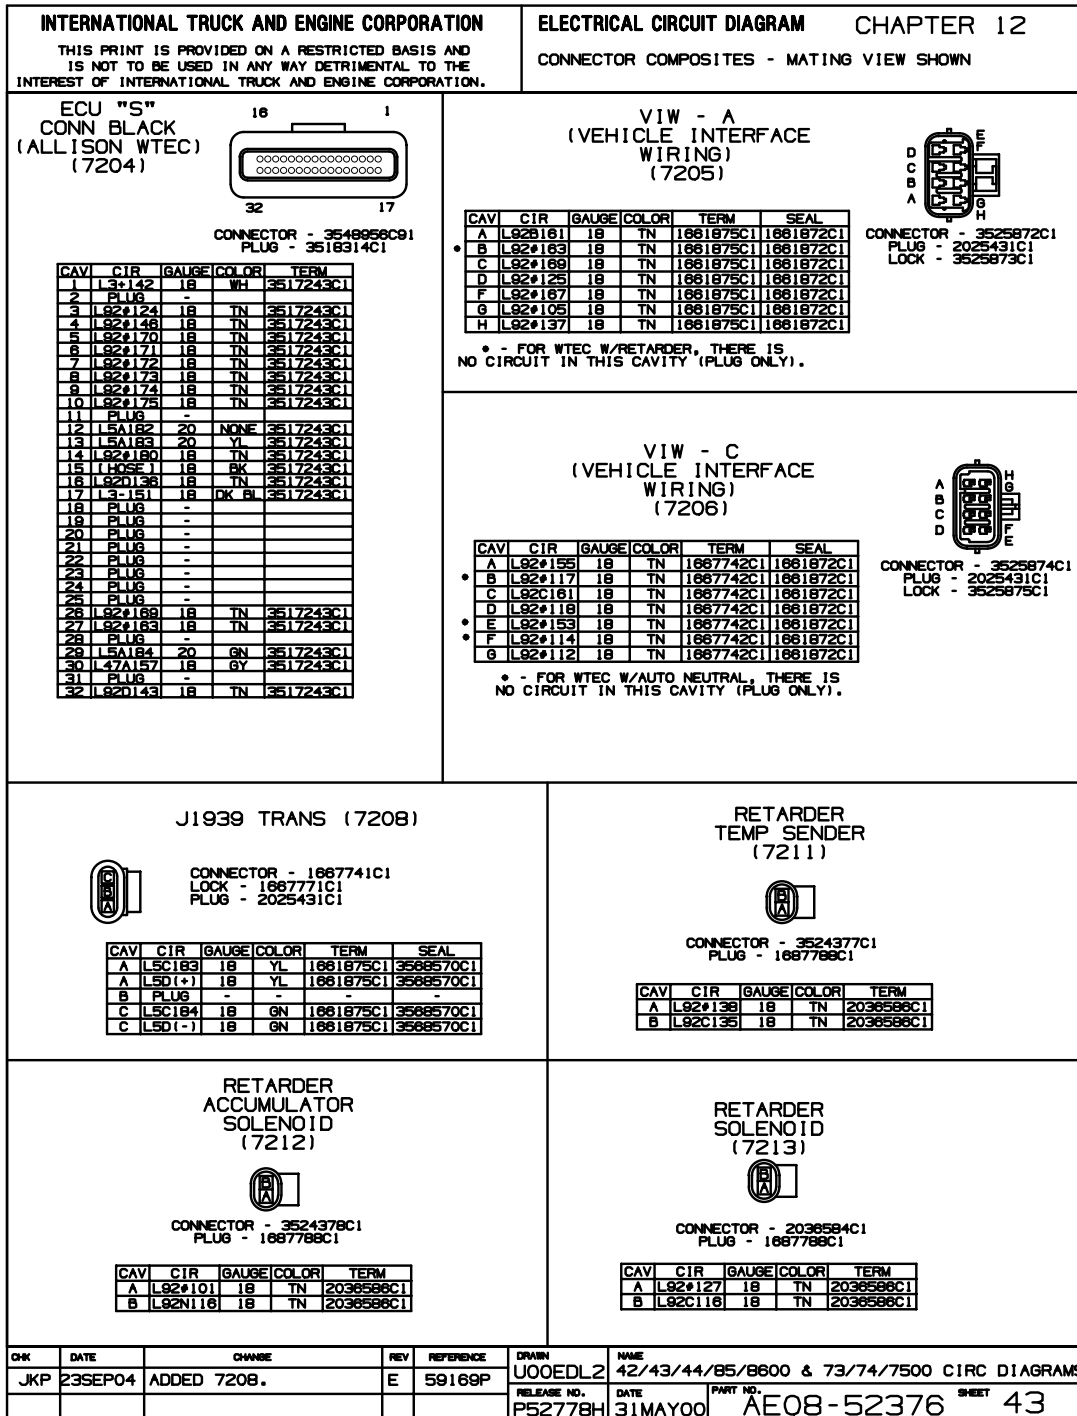 INTERNATIONAL TRUCK AND ENGINE CORPORATION
THIS PRINT IS PROVIDED ON A RESTRICTED BASIS AND
IS NOT TO BE USED IN ANY WAY DETRIMENTAL TO THE
INTEREST OF INTERNATIONAL TRUCK AND ENGINE CORPORATION.
ELECTRICAL CIRCUIT DIAGRAM CHAPTER 12
CONNECTOR COMPOSITES - MATING VIEW SHOWN
ECU "S"
CONN BLACK
(ALLISON WTEC)
(7204)
16 1
32 17
CONNECTOR - 3548956C91
PLUG - 3518314C1
CAV CIR GAUGE COLOR TERM
1 L3+142 18 WH 3517243C1
2 PLUG -
3 L92*124 18 TN 3517243C1
4 L92*146 18 TN 3517243C1
5 L92*170 18 TN 3517243C1
6 L92*171 18 TN 3517243C1
7 L92*172 18 TN 3517243C1
8 L92*173 18 TN 3517243C1
9 L92*174 18 TN 3517243C1
10 L92*175 18 TN 3517243C1
11 PLUG -
12 L5A182 20 NONE 3517243C1
13 L5A183 20 YL 3517243C1
14 L92*180 18 TN 3517243C1
15 [HOSE] 18 BK 3517243C1
16 L92D136 18 TN 3517243C1
17 L3-151 18 DK BL 3517243C1
18 PLUG -
19 PLUG -
20 PLUG -
21 PLUG -
22 PLUG -
23 PLUG -
24 PLUG -
25 PLUG -
26 L92*169 18 TN 3517243C1
27 L92*163 18 TN 3517243C1
28 PLUG -
29 L5A184 20 GN 3517243C1
30 L47A157 18 GY 3517243C1
31 PLUG -
32 L92D143 18 TN 3517243C1
VIW - A
(VEHICLE INTERFACE
WIRING)
(7205)
D C B A E F G H
CONNECTOR - 3525872C1
PLUG - 2025431C1
LOCK - 3525873C1
CAV CIR GAUGE COLOR TERM SEAL
A L92B161 18 TN 1661875C1 1661872C1
* B L92*163 18 TN 1661875C1 1661872C1
C L92*169 18 TN 1661875C1 1661872C1
D L92*125 18 TN 1661875C1 1661872C1
F L92*167 18 TN 1661875C1 1661872C1
G L92*105 18 TN 1661875C1 1661872C1
H L92*137 18 TN 1661875C1 1661872C1
* - FOR WTEC W/RETARDER, THERE IS
NO CIRCUIT IN THIS CAVITY (PLUG ONLY).
VIW - C
(VEHICLE INTERFACE
WIRING)
(7206)
A B C D H G F E
CONNECTOR - 3525874C1
PLUG - 2025431C1
LOCK - 3525875C1
CAV CIR GAUGE COLOR TERM SEAL
A L92*155 18 TN 1667742C1 1661872C1
* B L92*117 18 TN 1667742C1 1661872C1
C L92C161 18 TN 1667742C1 1661872C1
D L92*118 18 TN 1667742C1 1661872C1
* E L92*153 18 TN 1667742C1 1661872C1
* F L92*114 18 TN 1667742C1 1661872C1
G L92*112 18 TN 1667742C1 1661872C1
* - FOR WTEC W/AUTO NEUTRAL, THERE IS
NO CIRCUIT IN THIS CAVITY (PLUG ONLY).
J1939 TRANS (7208)
C B A
CONNECTOR - 1667741C1
LOCK - 1667771C1
PLUG - 2025431C1
CAV CIR GAUGE COLOR TERM SEAL
A L5C183 18 YL 1661875C1 3568570C1
A L5D(+) 18 YL 1661875C1 3568570C1
B PLUG - - - -
C L5C184 18 GN 1661875C1 3568570C1
C L5D(-) 18 GN 1661875C1 3568570C1
RETARDER
TEMP SENDER
(7211)
B A
CONNECTOR - 3524377C1
PLUG - 1687788C1
CAV CIR GAUGE COLOR TERM
A L92*138 18 TN 2036586C1
B L92C135 18 TN 2036586C1
RETARDER
ACCUMULATOR
SOLENOID
(7212)
B A
CONNECTOR - 3524378C1
PLUG - 1687788C1
CAV CIR GAUGE COLOR TERM
A L92*101 18 TN 2036586C1
B L92N116 18 TN 2036586C1
RETARDER
SOLENOID
(7213)
B A
CONNECTOR - 2036584C1
PLUG - 1687788C1
CAV CIR GAUGE COLOR TERM
A L92*127 18 TN 2036586C1
B L92C116 18 TN 2036586C1
CHK DATE CHANGE REV REFERENCE
JKP 23SEP04 ADDED 7208. E 59169P
DRAWN U00EDL2
NAME 42/43/44/85/8600 & 73/74/7500 CIRC DIAGRAMS
RELEASE NO. P52778H
DATE 31MAY00
PART NO. AE08-52376
SHEET 43